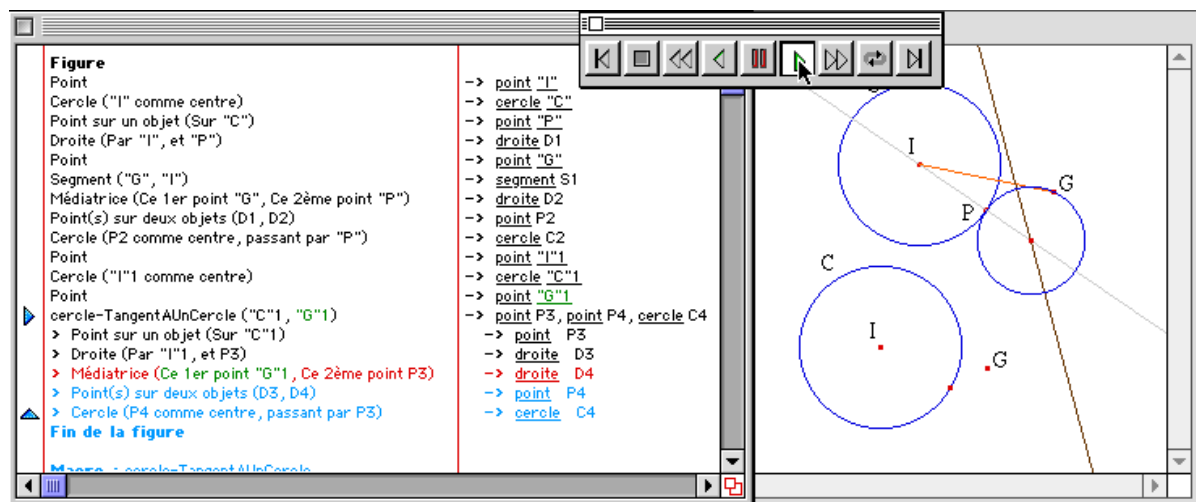 Figure
Point -> point "I"
Cercle ("I" comme centre) -> cercle "C"
Point sur un objet (Sur "C") -> point "P"
Droite (Par "I", et "P") -> droite D1
Point -> point "G"
Segment ("G", "I") -> segment S1
Médiatrice (Ce 1er point "G", Ce 2ème point "P") -> droite D2
Point(s) sur deux objets (D1, D2) -> point P2
Cercle (P2 comme centre, passant par "P") -> cercle C2
Point -> point "I"1
Cercle ("I"1 comme centre) -> cercle "C"1
Point -> point "G"1
cercle-TangentAUnCercle ("C"1, "G"1) -> point P3, point P4, cercle C4
> Point sur un objet (Sur "C"1) -> point P3
> Droite (Par "I"1, et P3) -> droite D3
> Médiatrice (Ce 1er point "G"1, Ce 2ème point P3) -> droite D4
> Point(s) sur deux objets (D3, D4) -> point P4
> Cercle (P4 comme centre, passant par P3) -> cercle C4
Fin de la figure
Macro : cercle-TangentAUnCercle
I
G
P
C
I
G